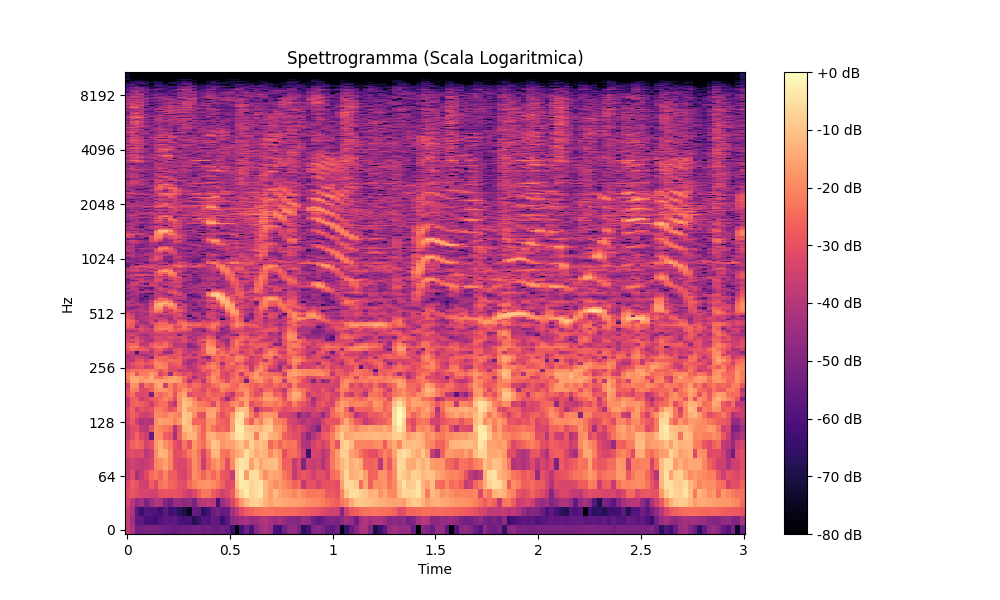 Spettrogramma (Scala Logaritmica)
Hz
8192
4096
2048
1024
512
256
128
64
0
0 0.5 1 1.5 2 2.5 3
Time
+0 dB
-10 dB
-20 dB
-30 dB
-40 dB
-50 dB
-60 dB
-70 dB
-80 dB